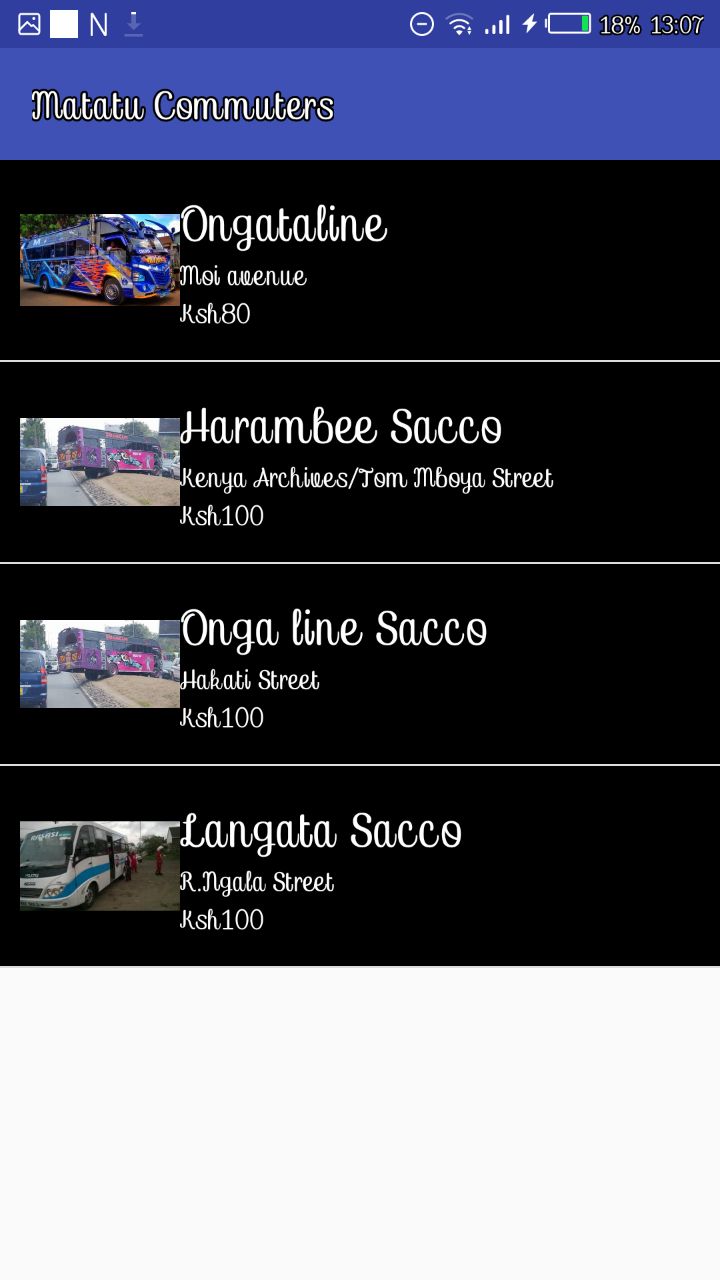 N 18% 13:07
Matatu Commuters
Ongataline
Moi avenue
Ksh80
Harambee Sacco
Kenya Archives/Tom Mboya Street
Ksh100
Onga line Sacco
Hakati Street
Ksh100
Langata Sacco
R.Ngala Street
Ksh100